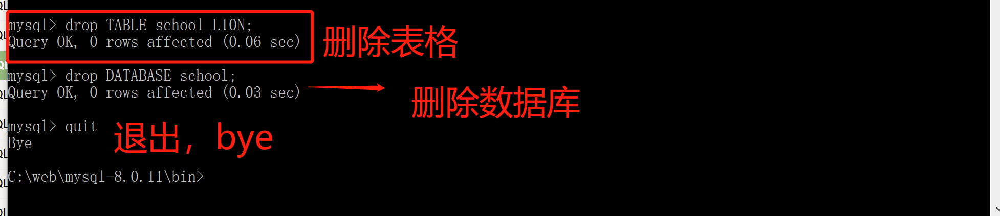 mysql> drop TABLE school_L10N;
Query OK, 0 rows affected (0.06 sec)
删除表格
mysql> drop DATABASE school;
Query OK, 0 rows affected (0.03 sec)
删除数据库
mysql> quit
退出，bye
Bye
C:\web\mysql-8.0.11\bin>